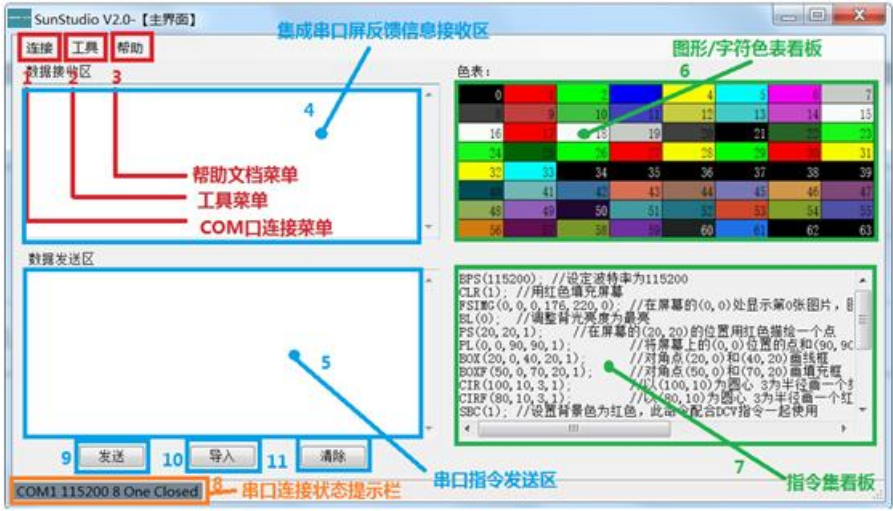 SunStudio V2.0-【主界面】
连接 工具 帮助
集成串口屏反馈信息接收区
图形/字符色表看板
数据接收区
色表:
1 2 3
4
6
0 1 2 3 4 5 6 7
8 9 10 11 12 13 14 15
16 17 18 19 20 21 22 23
24 25 26 27 28 29 30 31
32 33 34 35 36 37 38 39
40 41 42 43 44 45 46 47
48 49 50 51 52 53 54 55
56 57 58 59 60 61 62 63
帮助文档菜单
工具菜单
COM口连接菜单
数据发送区
BPS(115200); //设定波特率为115200
CLR(1); //用红色填充屏幕
FSIMG(0,0,0,176,220,0); //在屏幕的(0,0)处显示第0张图片，
BL(0); //调整背光亮度为最亮
PS(20,20,1); //在屏幕的(20,20)的位置用红色描绘一个点
PL(0,0,90,90,1); //将屏幕上的(0,0)位置的点和(90,90
BOX(20,0,40,20,1); //对角点(20,0)和(40,20)画线框
BOXF(50,0,70,20,1); //对角点(50,0)和(70,20)画填充框
CIR(100,10,3,1); //以(100,10)为圆心 3为半径画一个
CIRF(80,10,3,1); //以(80,10)为圆心 3为半径画一个红
SBC(1); //设置背景色为红色，此命令配合DCV指令一起使用
5
7
9 发送 10 导入 11 清除
串口指令发送区
指令集看板
COM1 115200 8 One Closed
8 串口连接状态提示栏